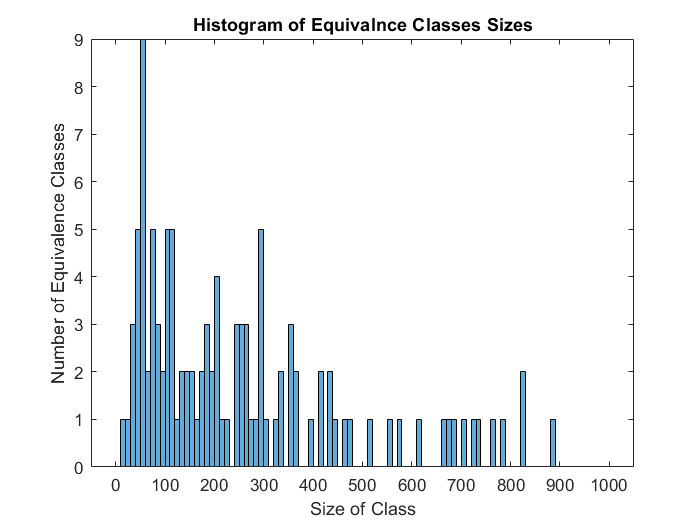 Histogram of Equivalnce Classes Sizes
9
8
7
6
5
4
3
2
1
0
Number of Equivalence Classes
0 100 200 300 400 500 600 700 800 900 1000
Size of Class